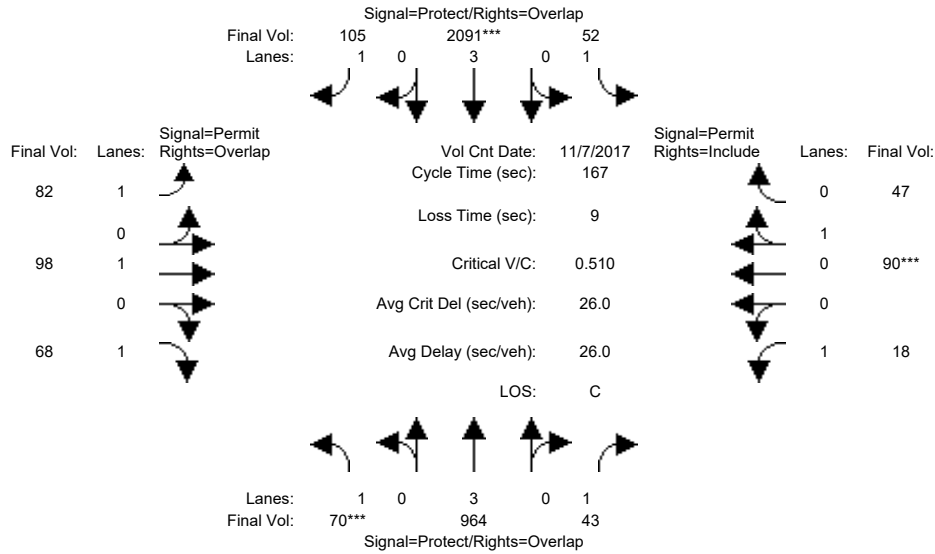 Signal=Protect/Rights=Overlap
Final Vol: 105 2091*** 52
Lanes: 1 0 3 0 1
Signal=Permit
Final Vol: Lanes: Rights=Overlap
Vol Cnt Date: 11/7/2017
Signal=Permit
Rights=Include Lanes: Final Vol:
Cycle Time (sec): 167
82 1
0 47
Loss Time (sec): 9
0
1
98 1
Critical V/C: 0.510
0 90***
0
Avg Crit Del (sec/veh): 26.0
0
68 1
Avg Delay (sec/veh): 26.0
1 18
LOS: C
Lanes: 1 0 3 0 1
Final Vol: 70*** 964 43
Signal=Protect/Rights=Overlap